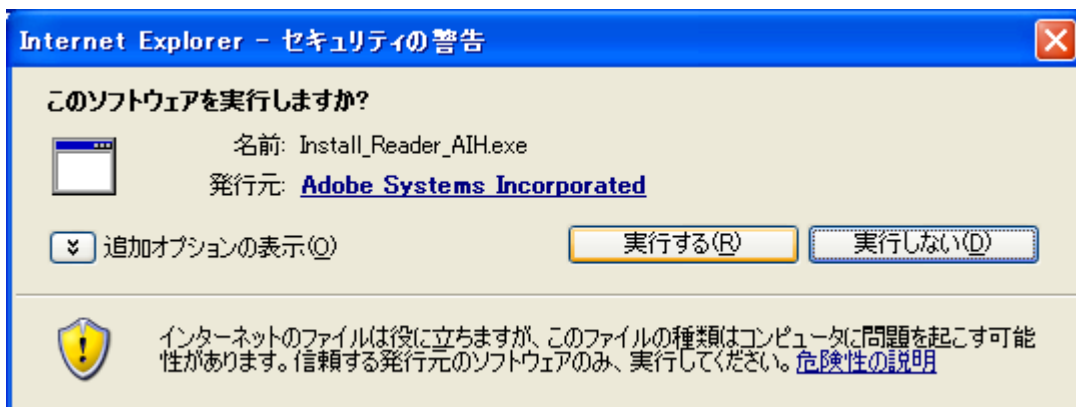 Internet Explorer - セキュリティの警告
このソフトウェアを実行しますか?
名前: Install_Reader_AIH.exe
発行元: Adobe Systems Incorporated
追加オプションの表示(O) 実行する(R) 実行しない(D)
インターネットのファイルは役に立ちますが、このファイルの種類はコンピュータに問題を起こす可能
性があります。信頼する発行元のソフトウェアのみ、実行してください。危険性の説明